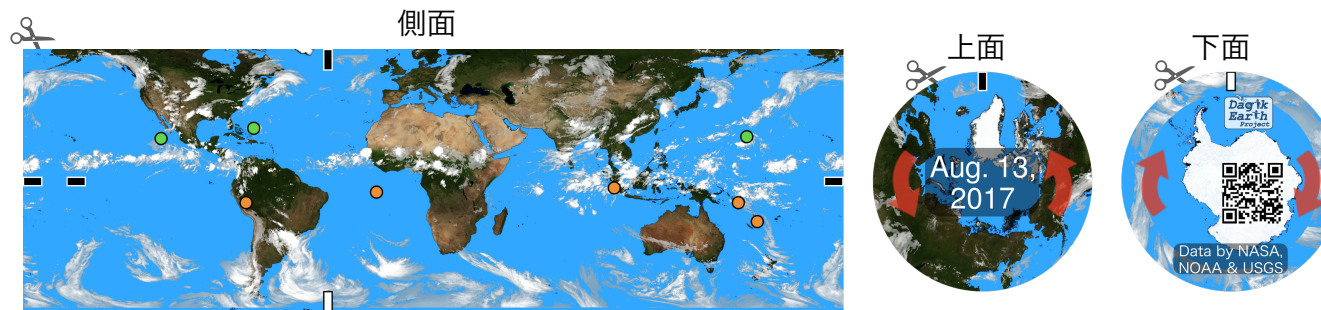 側面
上面
下面
Aug. 13,
2017
Dagik
Earth
Project
Data by NASA,
NOAA & USGS